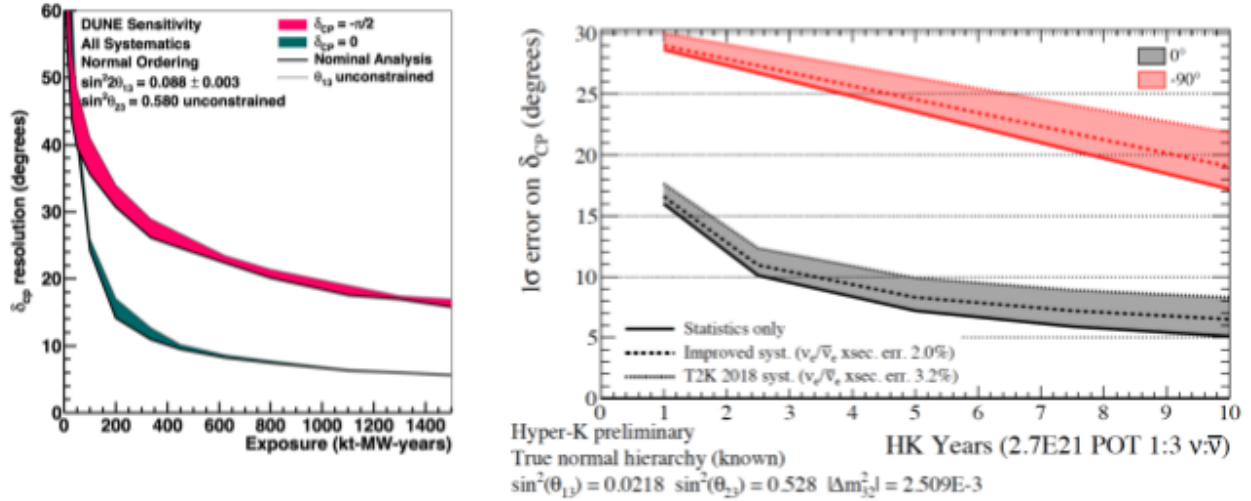 60
50
40
30
20
10
0
δcp resolution (degrees)
DUNE Sensitivity
All Systematics
Normal Ordering
sin²2θ₁₃ = 0.088 ± 0.003
sin²θ₂₃ = 0.580 unconstrained
δCP = -π/2
δCP = 0
Nominal Analysis
θ₁₃ unconstrained
0 200 400 600 800 1000 1200 1400
Exposure (kt-MW-years)
30
25
20
15
10
5
0
1σ error on δCP (degrees)
0°
-90°
Statistics only
Improved syst. (νe/ν̅e xsec. err. 2.0%)
T2K 2018 syst. (νe/ν̅e xsec. err. 3.2%)
0 1 2 3 4 5 6 7 8 9 10
HK Years (2.7E21 POT 1:3 ν:ν̅)
Hyper-K preliminary
True normal hierarchy (known)
sin²(θ₁₃) = 0.0218 sin²(θ₂₃) = 0.528 |Δm²₃₂| = 2.509E-3